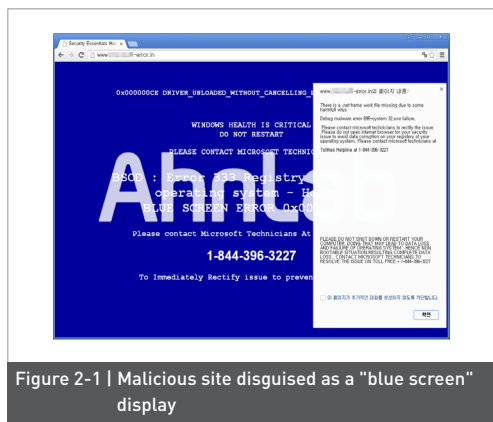 Security Essentials War
www.-error.in
0x000000CE DRIVER_UNLOADED_WITHOUT_CANCELLING_
WINDOWS HEALTH IS CRITICAL
DO NOT RESTART
PLEASE CONTACT MICROSOFT TECHNIC
BSOD : Error 333 Registry
operating system - H
BLUE SCREEN ERROR 0x00
Please contact Microsoft Technicians At
1-844-396-3227
To Immediately Rectify issue to preven
AhnLab
www.-error.in의 페이지 내용:
There is a .net frame work file missing due to some
harmfull virus
Debug malware error 895-system 32.exe failure.
Please contact microsoft technicians to rectify the issue.
Please do not open internet browser for your security
issue to avoid data corruption on your registry of your
operating system. Please contact microsoft technicians at
Tollfree Helpline at 1-844-396-3227
PLEASE DO NOT SHUT DOWN OR RESTART YOUR
COMPUTER, DOING THAT MAY LEAD TO DATA LOSS
AND FAILURE OF OPERATING SYSTEM , HENCE NON
BOOTABLE SITUATION RESULTING COMPLETE DATA
LOSS . CONTACT MICROSOFT TECHNICIANS TO
RESOLVE THE ISSUE ON TOLL FREE - 1-844-396-3227
이 페이지가 추가적인 대화를 생성하지 않도록 차단합니다.
확인
Figure 2-1 | Malicious site disguised as a "blue screen"
display